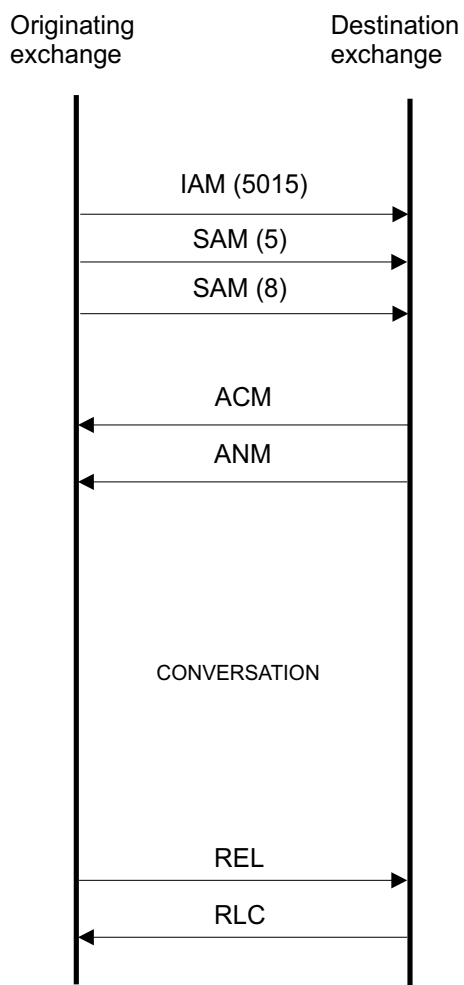 Originating
exchange
Destination
exchange
IAM (5015)
SAM (5)
SAM (8)
ACM
ANM
CONVERSATION
REL
RLC